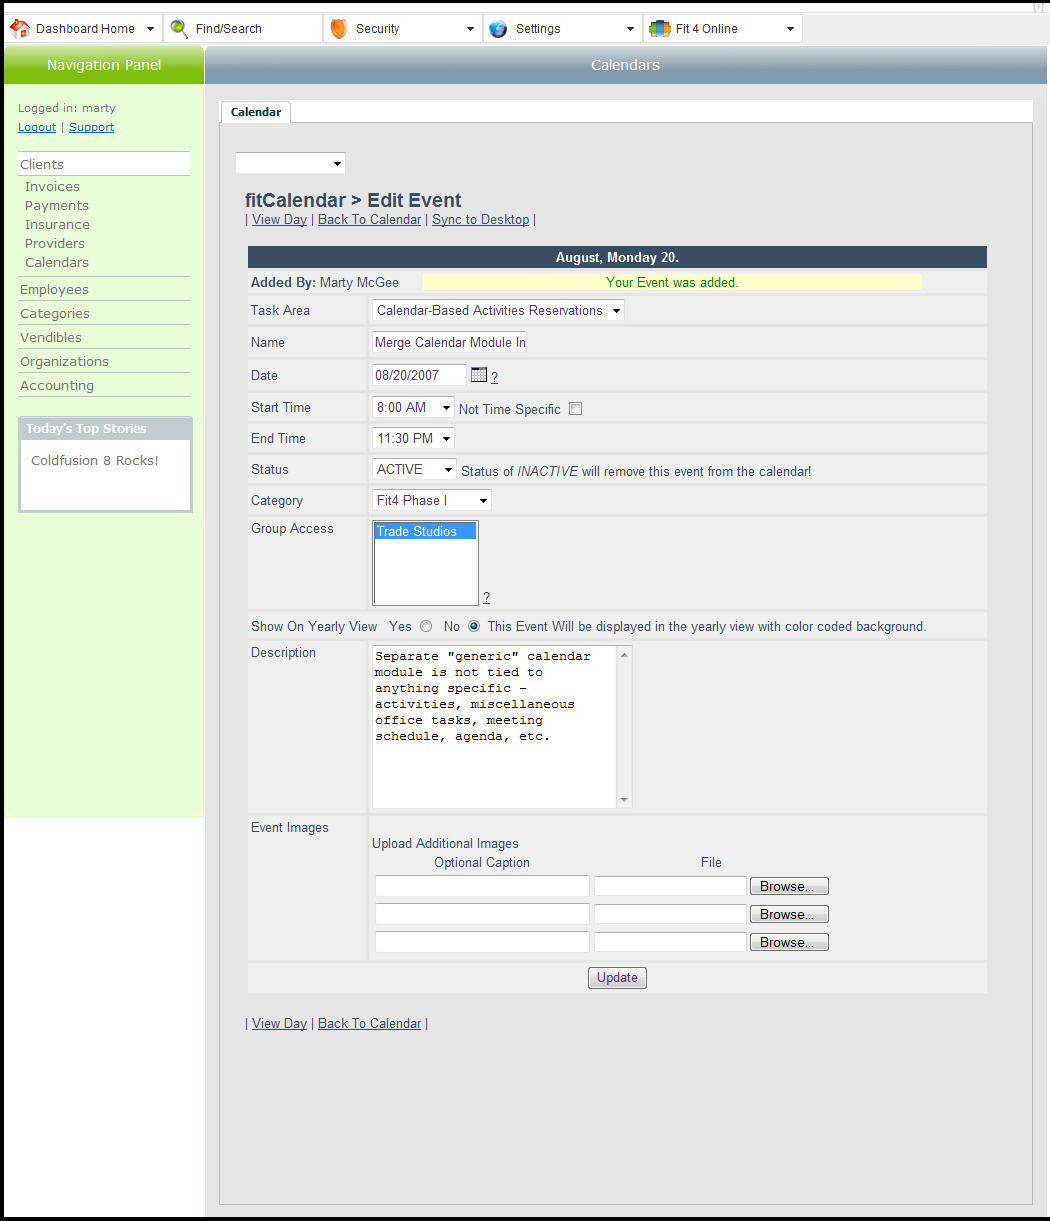 Dashboard Home Find/Search Security Settings Fit 4 Online
Navigation Panel
Calendars
Logged in: marty
Logout | Support
Clients
Invoices
Payments
Insurance
Providers
Calendars
Employees
Categories
Vendibles
Organizations
Accounting
Today's Top Stories
Coldfusion 8 Rocks!
Calendar
fitCalendar > Edit Event
| View Day | Back To Calendar | Sync to Desktop |
August, Monday 20.
Added By: Marty McGee Your Event was added.
Task Area Calendar-Based Activities Reservations
Name Merge Calendar Module In
Date 08/20/2007 ?
Start Time 8:00 AM Not Time Specific
End Time 11:30 PM
Status ACTIVE Status of INACTIVE will remove this event from the calendar!
Category Fit4 Phase I
Group Access Trade Studios
?
Show On Yearly View Yes No This Event Will be displayed in the yearly view with color coded background.
Description Separate "generic" calendar
module is not tied to
anything specific -
activities, miscellaneous
office tasks, meeting
schedule, agenda, etc.
Event Images
Upload Additional Images
Optional Caption File
Browse...
Browse...
Browse...
Update
| View Day | Back To Calendar |